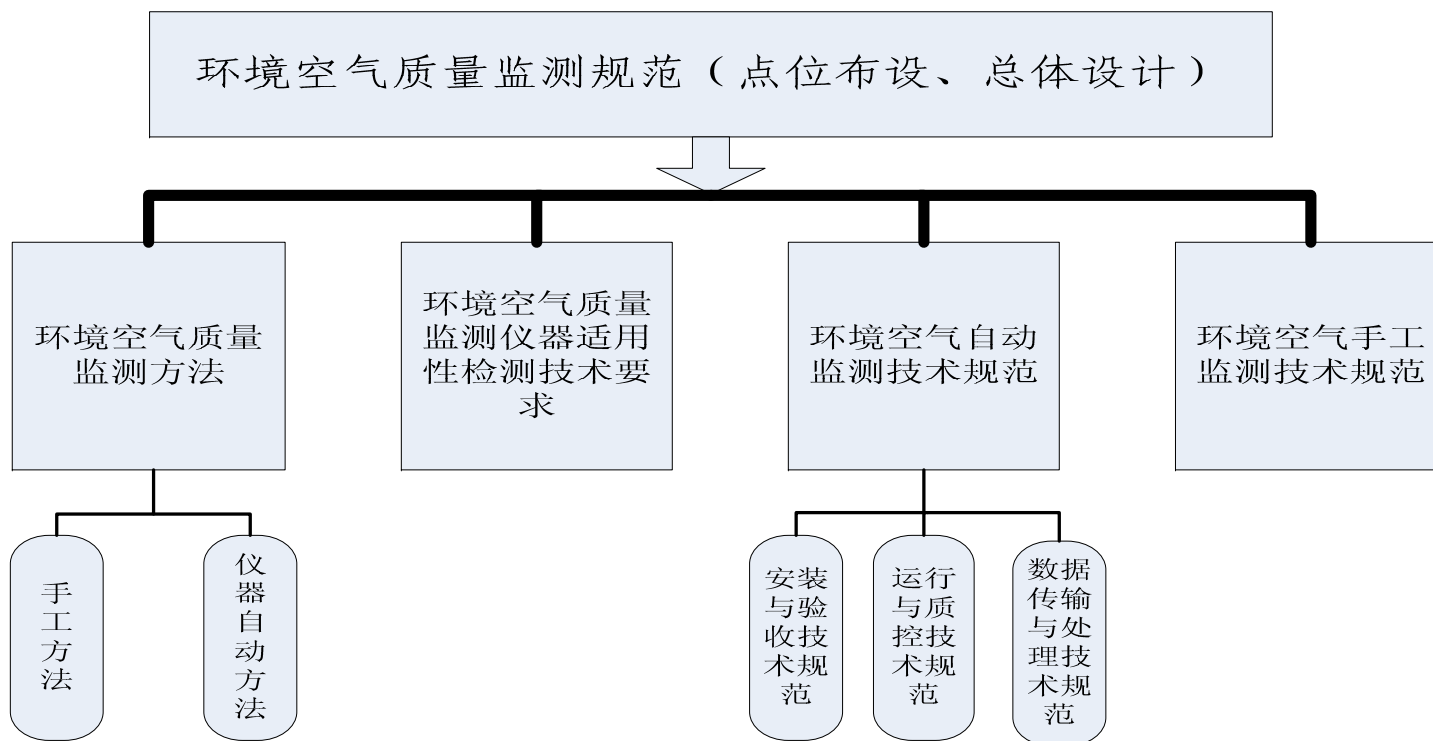 环境空气质量监测规范（点位布设、总体设计）
环境空气质量
监测方法
环境空气质量
监测仪器适用
性检测技术要
求
环境空气自动
监测技术规范
环境空气手工
监测技术规范
手
工
方
法
仪
器
自
动
方
法
安装
与验
收技
术规
范
运行
与质
控技
术规
范
数据
传输
与处
理技
术规
范